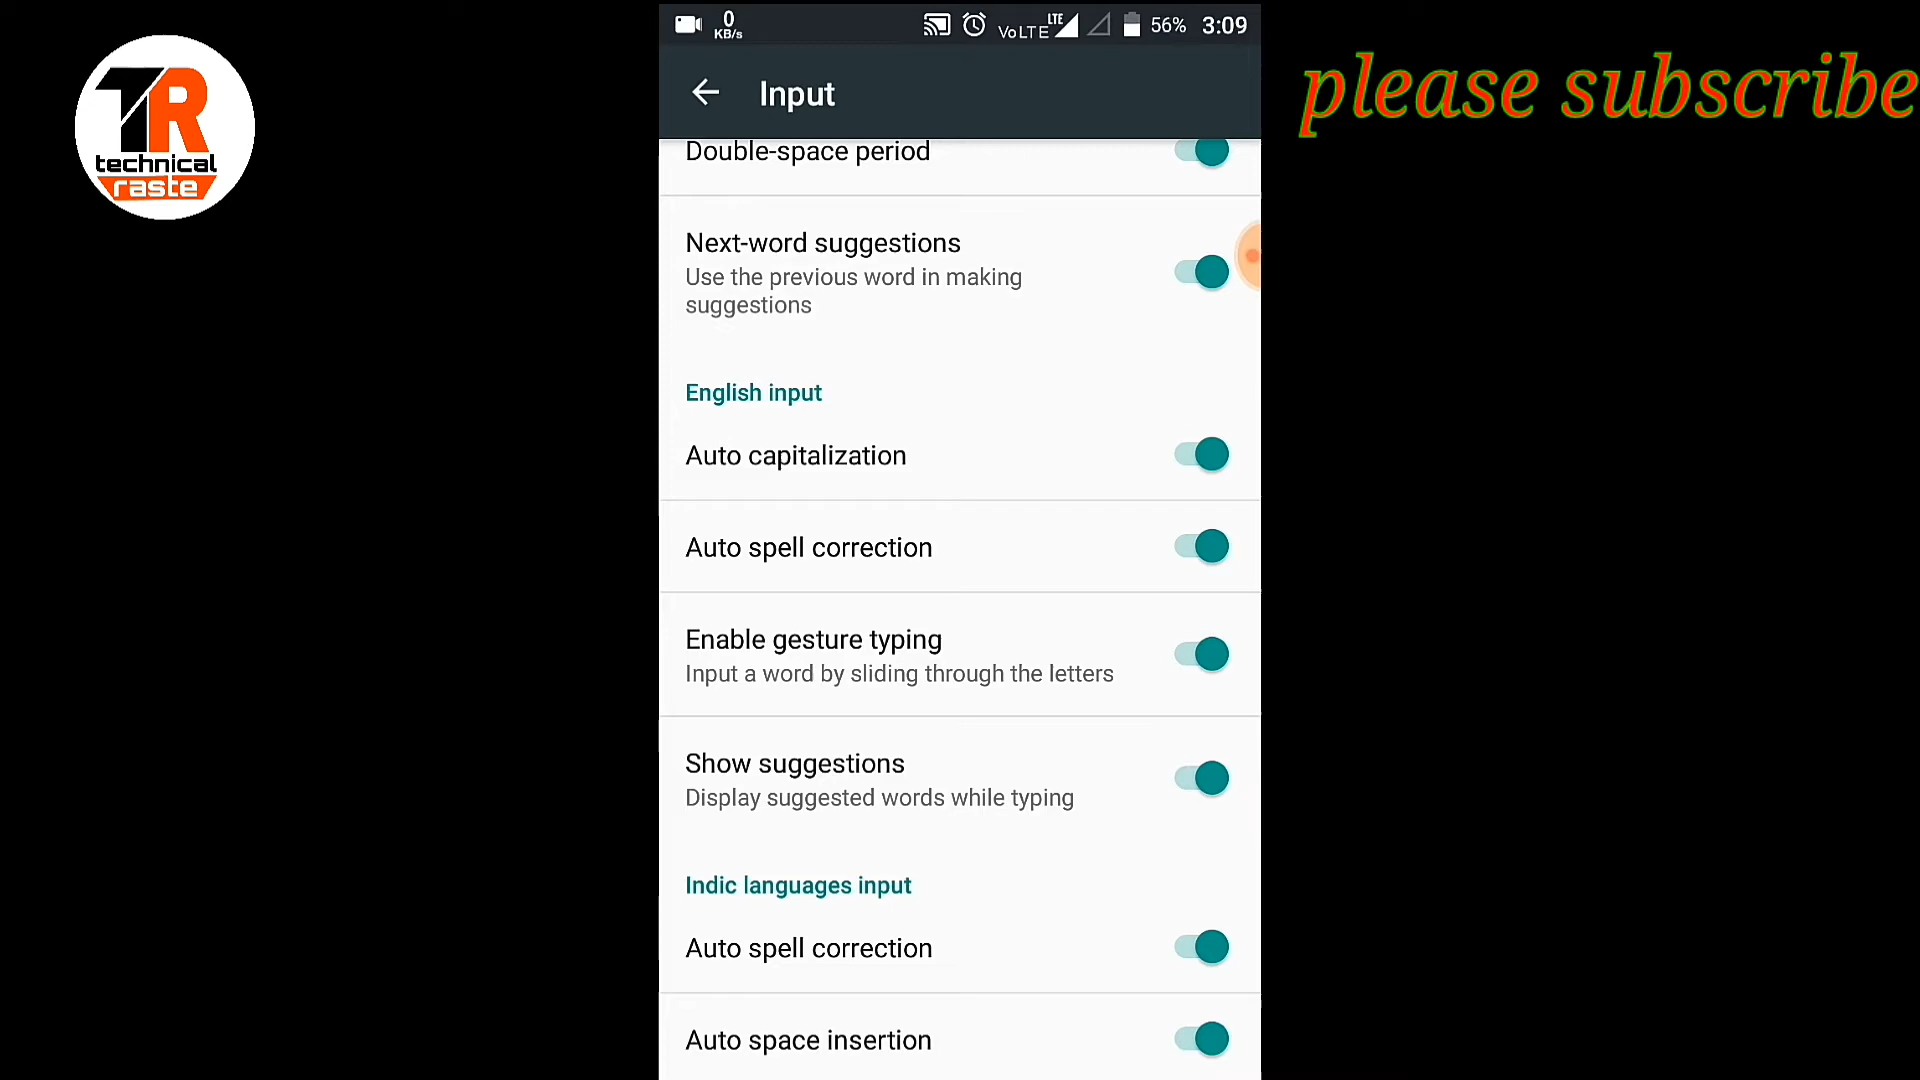 0
KB/s
VoLTE LTE 56% 3:09
TR
technical
raste
please subscribe
Input
Double-space period
Next-word suggestions
Use the previous word in making
suggestions
English input
Auto capitalization
Auto spell correction
Enable gesture typing
Input a word by sliding through the letters
Show suggestions
Display suggested words while typing
Indic languages input
Auto spell correction
Auto space insertion